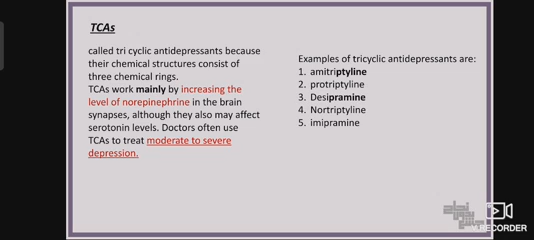 TCAs
called tri cyclic antidepressants because
their chemical structures consist of
three chemical rings.
TCAs work mainly by increasing the
level of norepinephrine in the brain
synapses, although they also may affect
serotonin levels. Doctors often use
TCAs to treat moderate to severe
depression.
Examples of tricyclic antidepressants are:
1. amitriptyline
2. protriptyline
3. Desipramine
4. Nortriptyline
5. imipramine
RECORDER